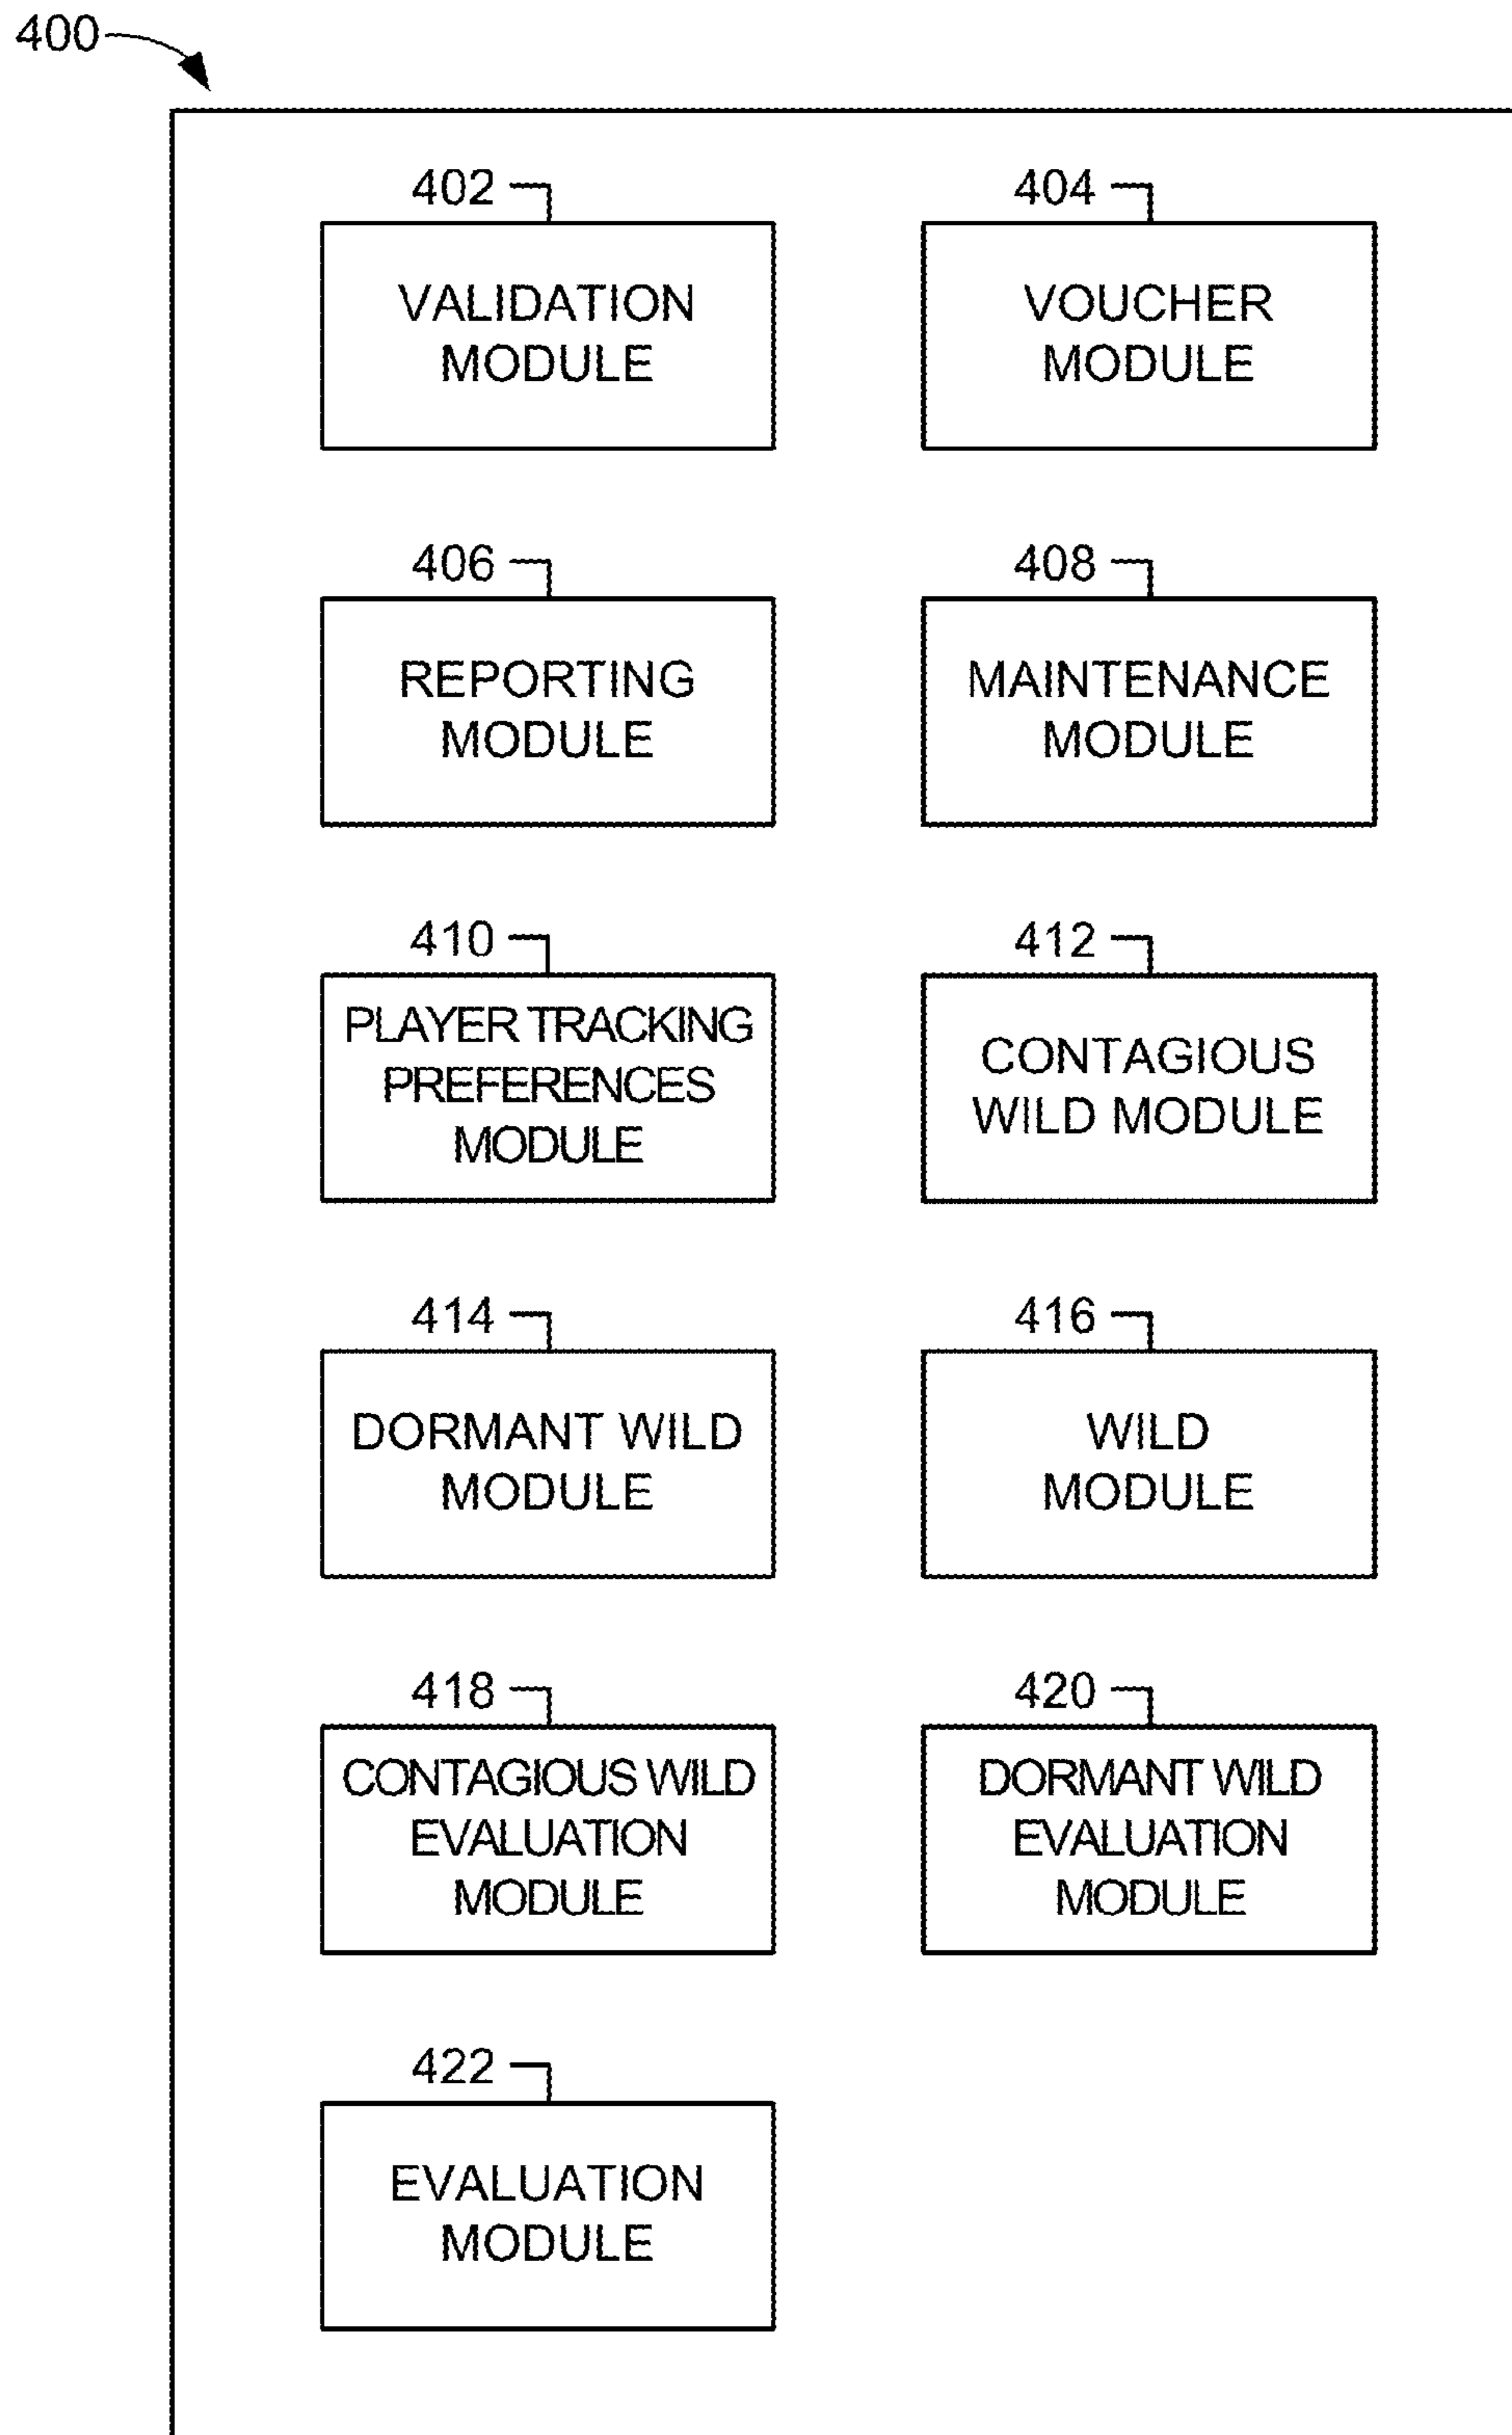 400
402
VALIDATION
MODULE
404
VOUCHER
MODULE
406
REPORTING
MODULE
408
MAINTENANCE
MODULE
410
PLAYER TRACKING
PREFERENCES
MODULE
412
CONTAGIOUS
WILD MODULE
414
DORMANT WILD
MODULE
416
WILD
MODULE
418
CONTAGIOUS WILD
EVALUATION
MODULE
420
DORMANT WILD
EVALUATION
MODULE
422
EVALUATION
MODULE